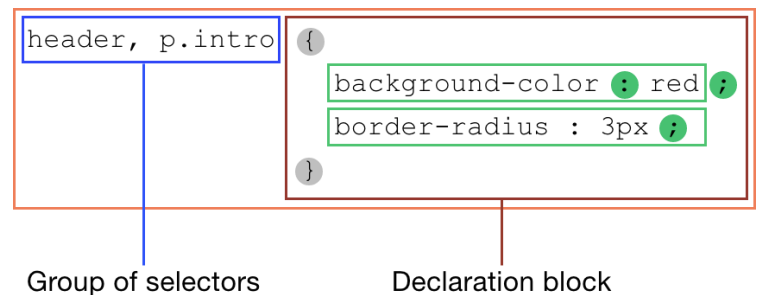 header, p.intro {
background-color : red ;
border-radius : 3px ;
}
Group of selectors
Declaration block